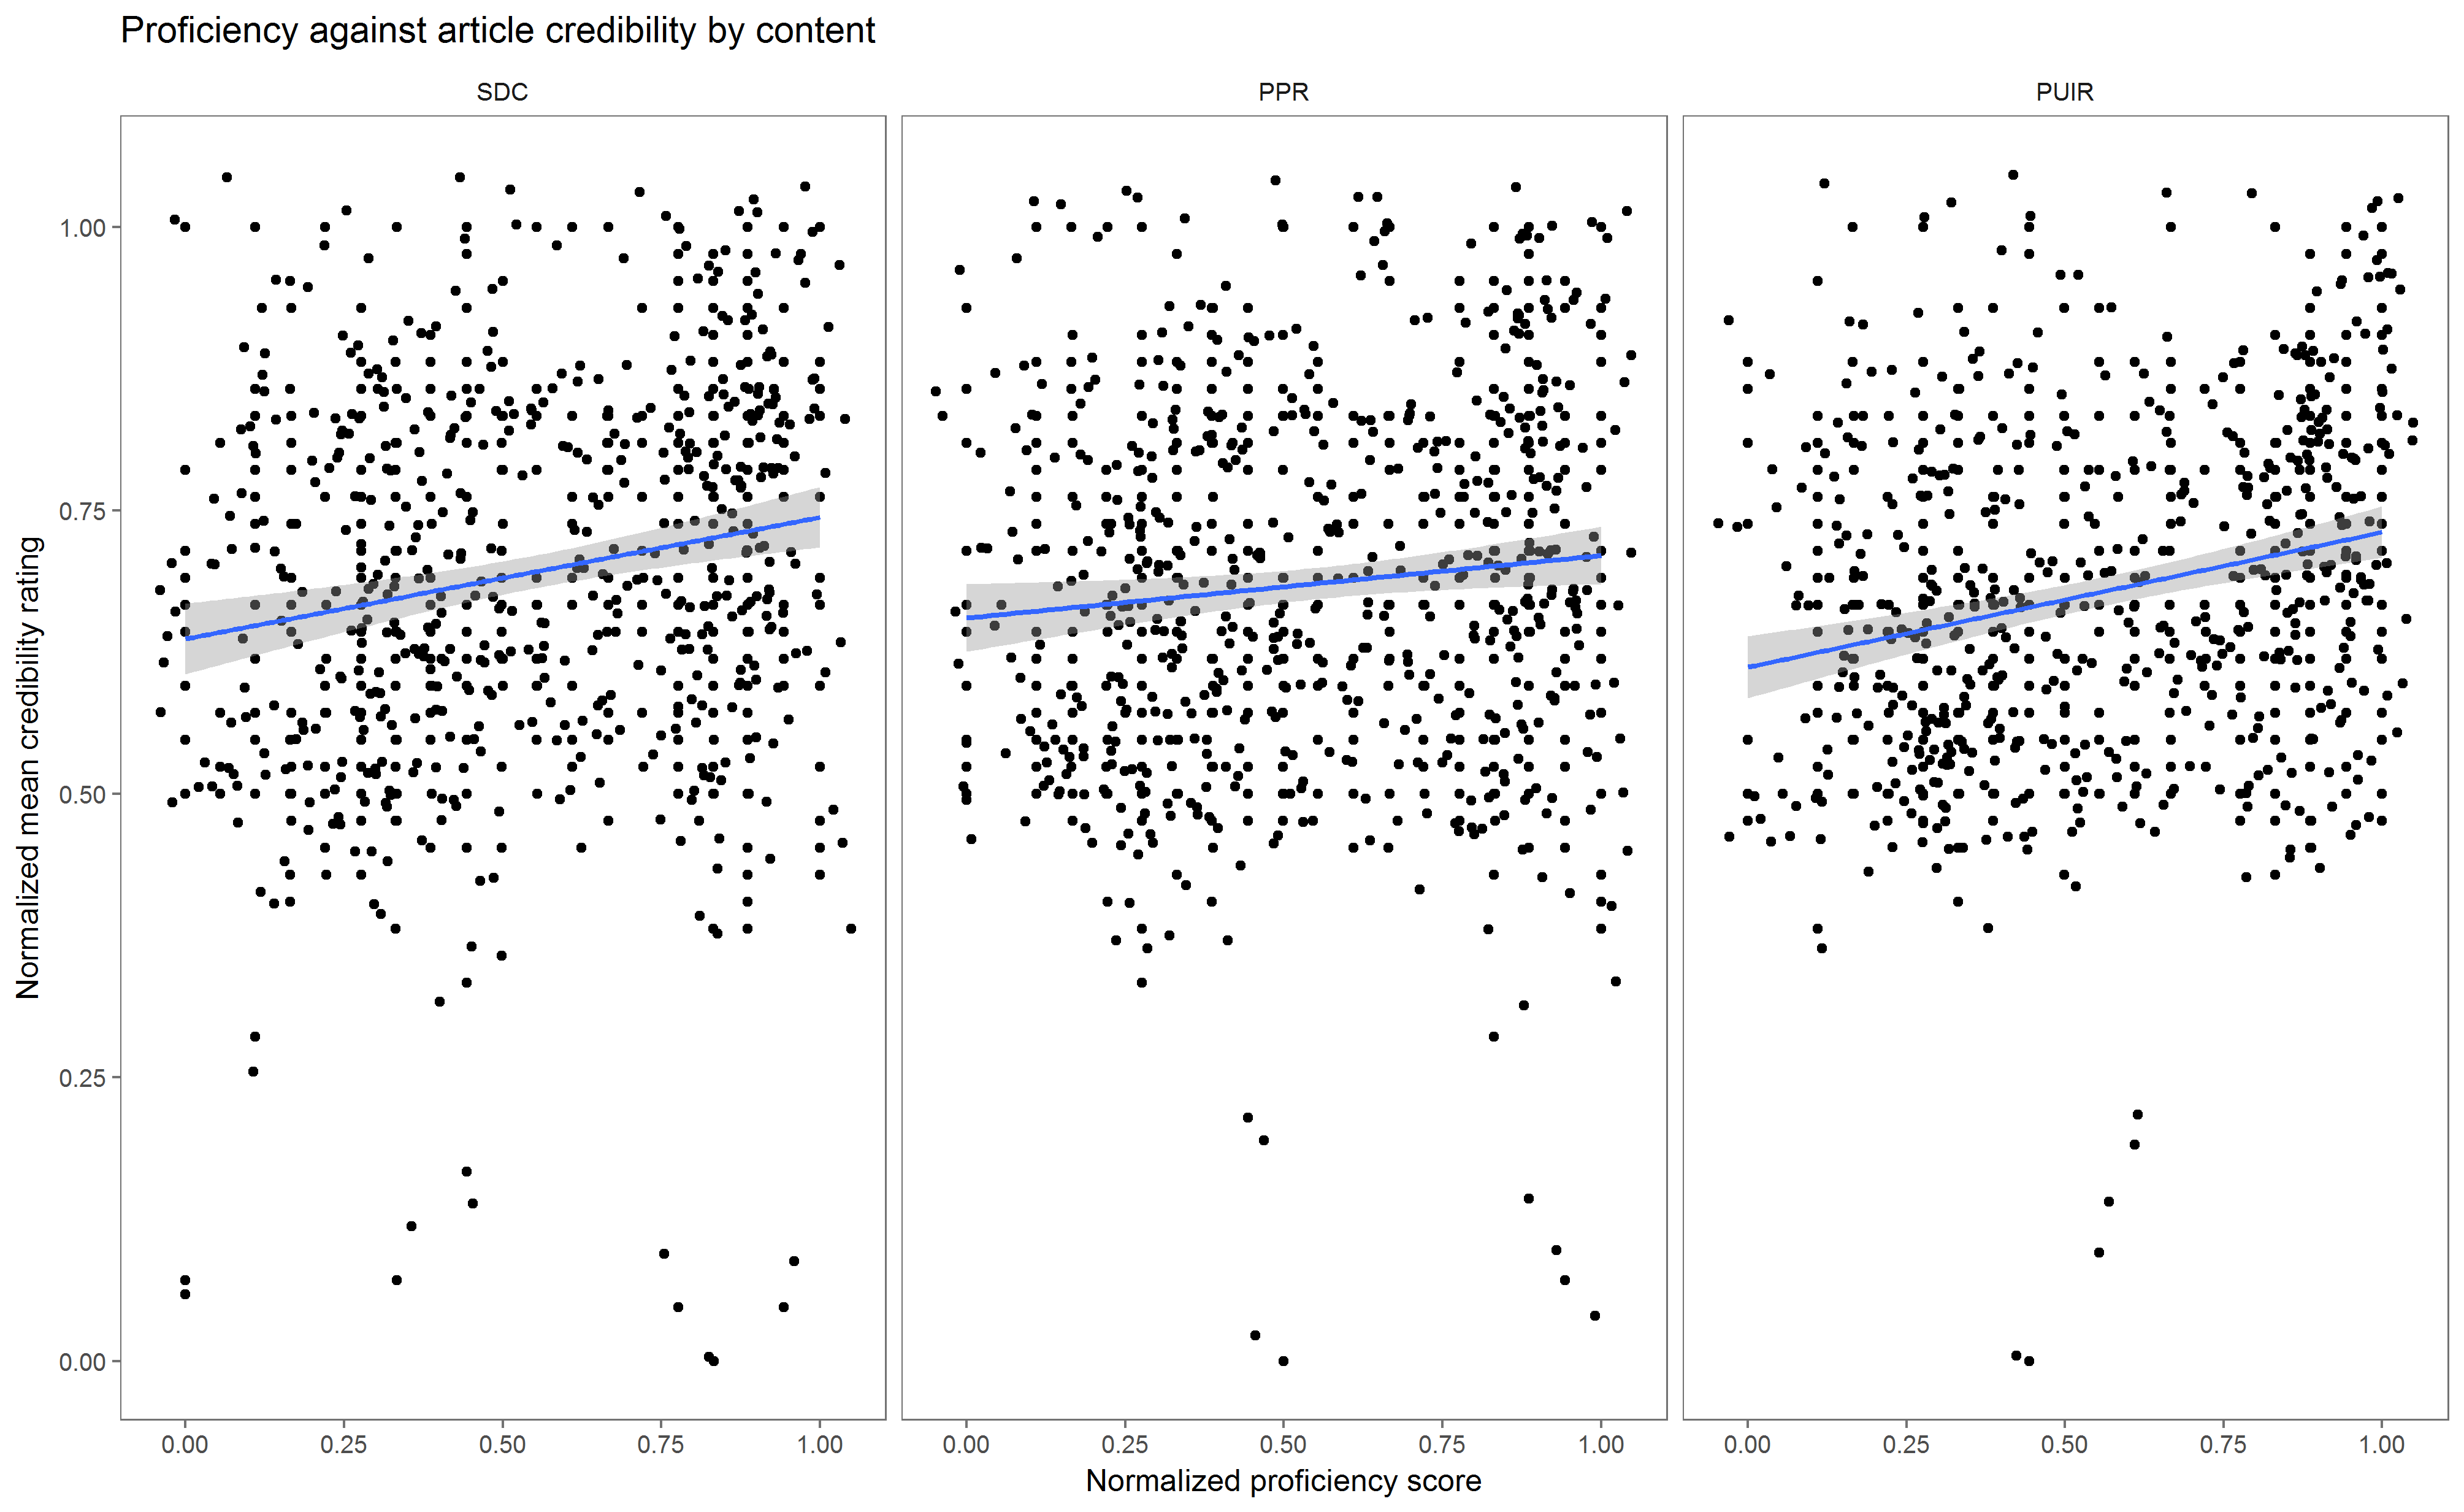 Proficiency against article credibility by content
SDC PPR PUIR
Normalized mean credibility rating
1.00
0.75
0.50
0.25
0.00
0.00 0.25 0.50 0.75 1.00 0.00 0.25 0.50 0.75 1.00 0.00 0.25 0.50 0.75 1.00
Normalized proficiency score